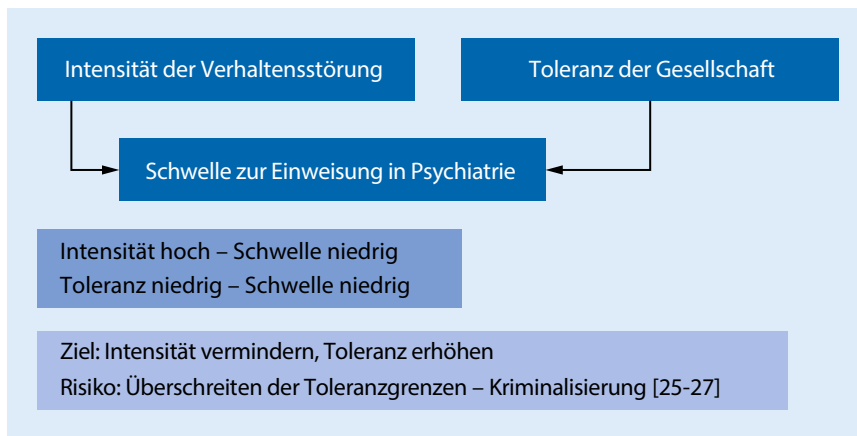 Intensität der Verhaltensstörung
Toleranz der Gesellschaft
Schwelle zur Einweisung in Psychiatrie
Intensität hoch – Schwelle niedrig
Toleranz niedrig – Schwelle niedrig
Ziel: Intensität vermindern, Toleranz erhöhen
Risiko: Überschreiten der Toleranzgrenzen – Kriminalisierung [25-27]